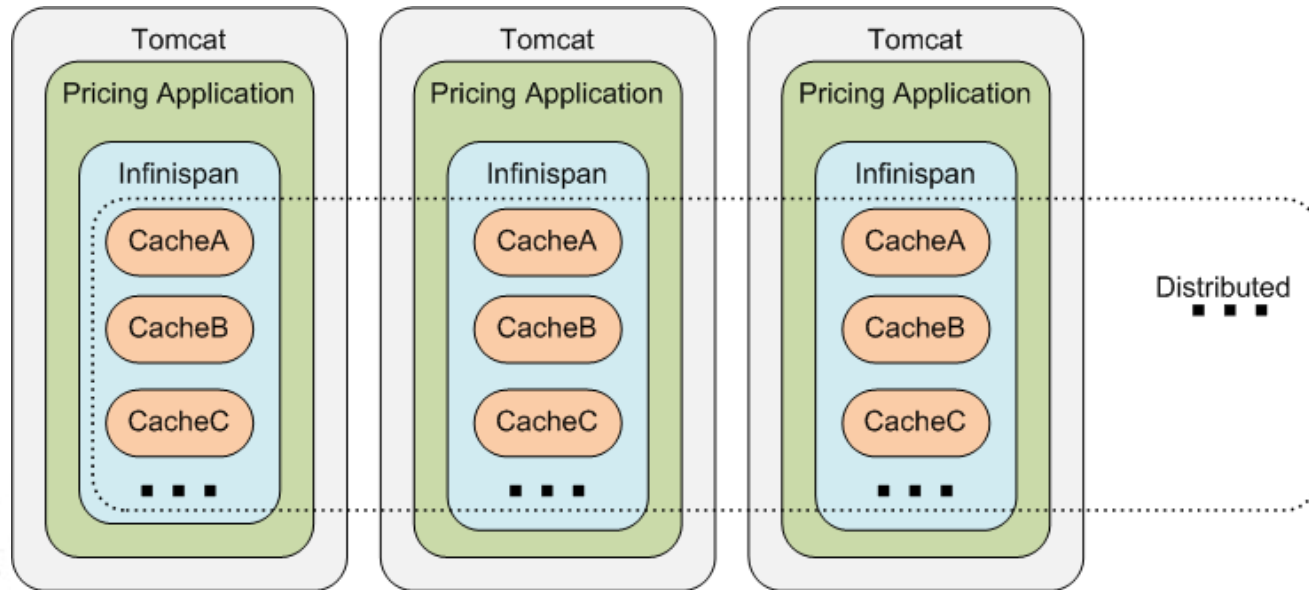 Tomcat
Pricing Application
Infinispan
CacheA
CacheB
CacheC
Tomcat
Pricing Application
Infinispan
CacheA
CacheB
CacheC
Tomcat
Pricing Application
Infinispan
CacheA
CacheB
CacheC
Distributed